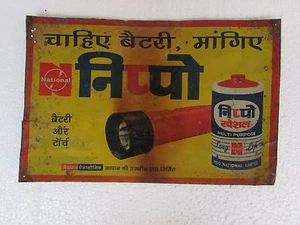 चाहिए बैटरी, मांगिए
National
निप्पो
बैटरी
और
टॉर्च
निप्पो
स्पेशल
MULTI PURPOSE
NATIONAL